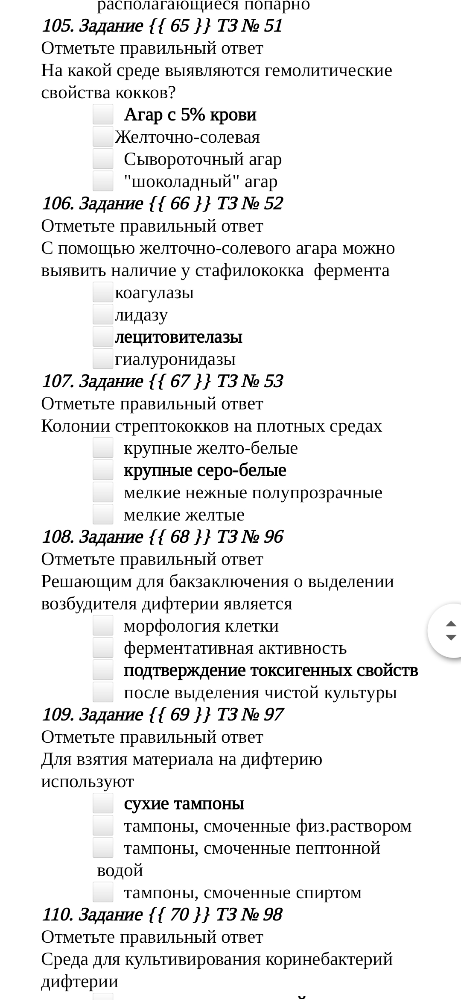 располагающиеся попарно
105. Задание {{ 65 }} ТЗ № 51
Отметьте правильный ответ
На какой среде выявляются гемолитические
свойства кокков?
Агар с 5% крови
Желточно-солевая
Сывороточный агар
"шоколадный" агар
106. Задание {{ 66 }} ТЗ № 52
Отметьте правильный ответ
С помощью желточно-солевого агара можно
выявить наличие у стафилококка  фермента
коагулазы
лидазу
лецитовителазы
гиалуронидазы
107. Задание {{ 67 }} ТЗ № 53
Отметьте правильный ответ
Колонии стрептококков на плотных средах
крупные желто-белые
крупные серо-белые
мелкие нежные полупрозрачные
мелкие желтые
108. Задание {{ 68 }} ТЗ № 96
Отметьте правильный ответ
Решающим для бакзаключения о выделении
возбудителя дифтерии является
морфология клетки
ферментативная активность
подтверждение токсигенных свойств
после выделения чистой культуры
109. Задание {{ 69 }} ТЗ № 97
Отметьте правильный ответ
Для взятия материала на дифтерию
используют
сухие тампоны
тампоны, смоченные физ.раствором
тампоны, смоченные пептонной
водой
тампоны, смоченные спиртом
110. Задание {{ 70 }} ТЗ № 98
Отметьте правильный ответ
Среда для культивирования коринебактерий
дифтерии